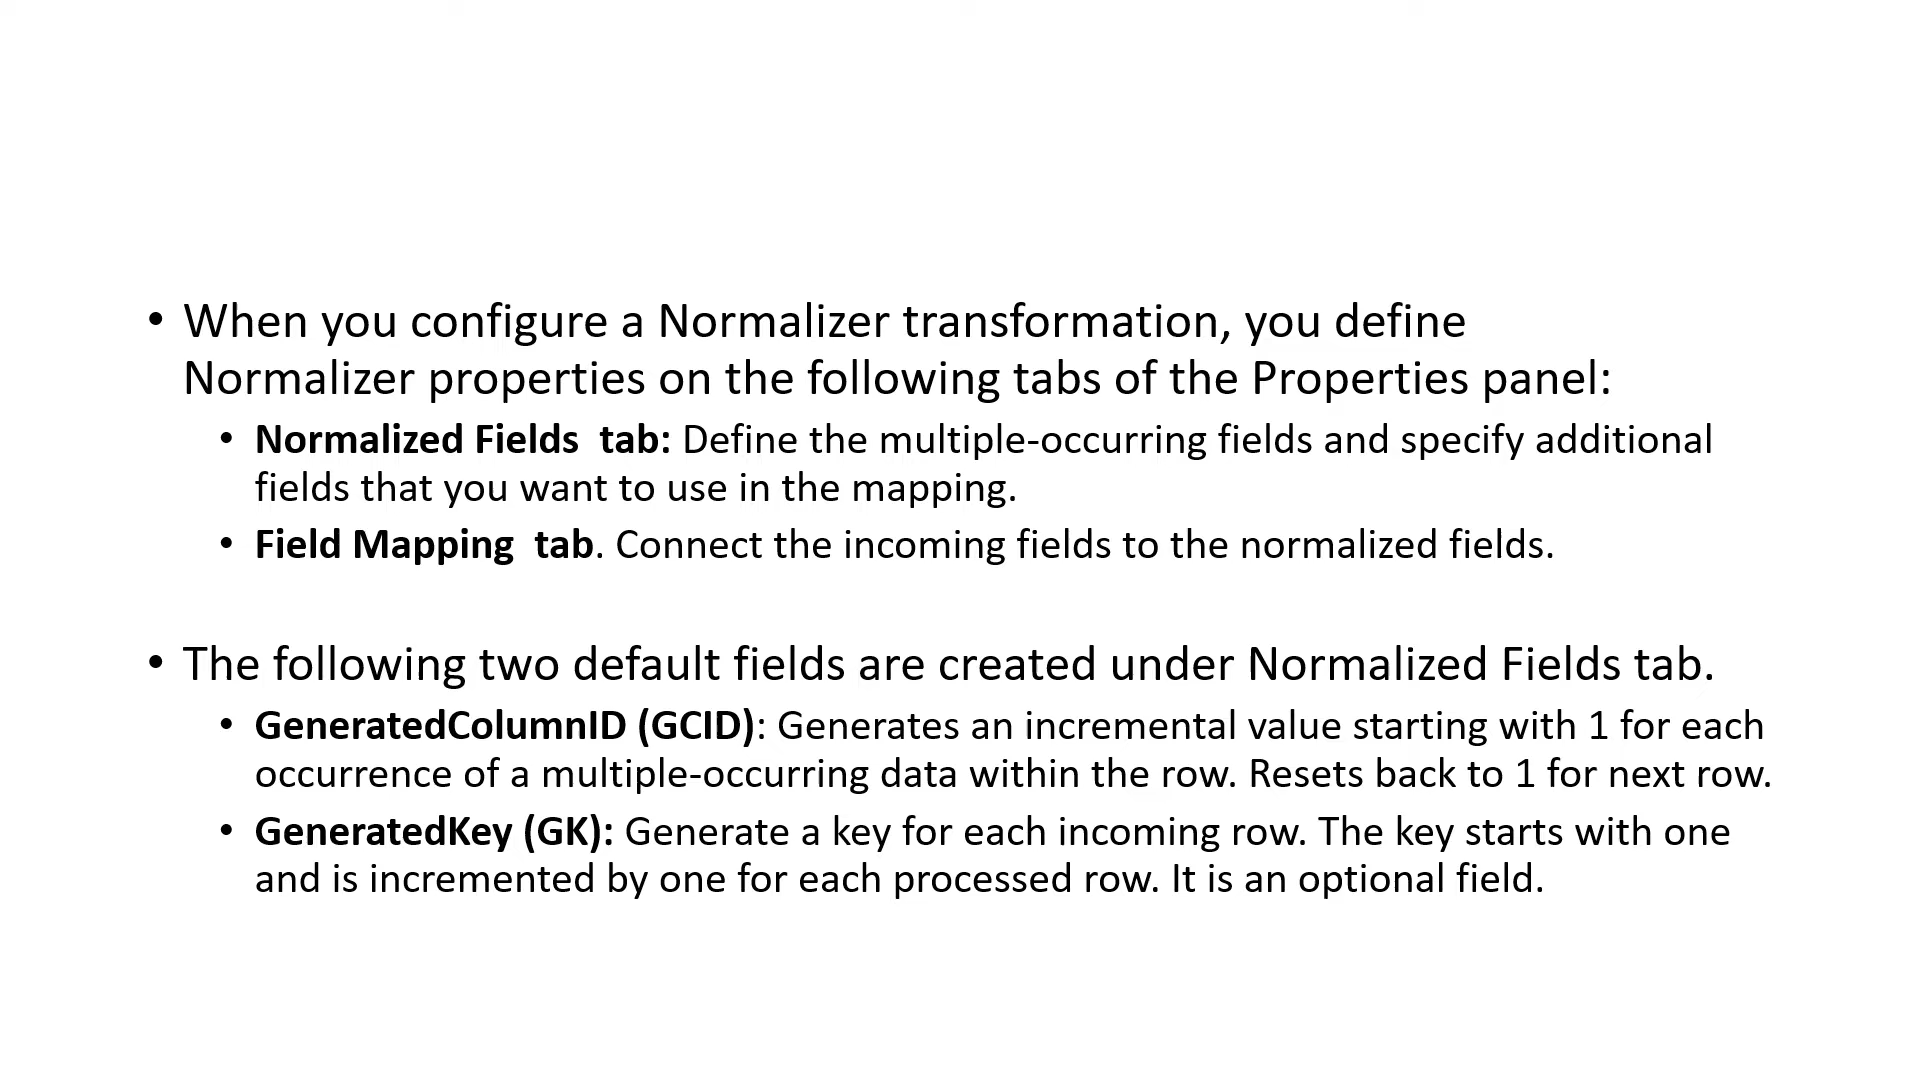 • When you configure a Normalizer transformation, you define
Normalizer properties on the following tabs of the Properties panel:
• Normalized Fields  tab: Define the multiple-occurring fields and specify additional
fields that you want to use in the mapping.
• Field Mapping  tab. Connect the incoming fields to the normalized fields.
• The following two default fields are created under Normalized Fields tab.
• GeneratedColumnID (GCID): Generates an incremental value starting with 1 for each
occurrence of a multiple-occurring data within the row. Resets back to 1 for next row.
• GeneratedKey (GK): Generate a key for each incoming row. The key starts with one
and is incremented by one for each processed row. It is an optional field.